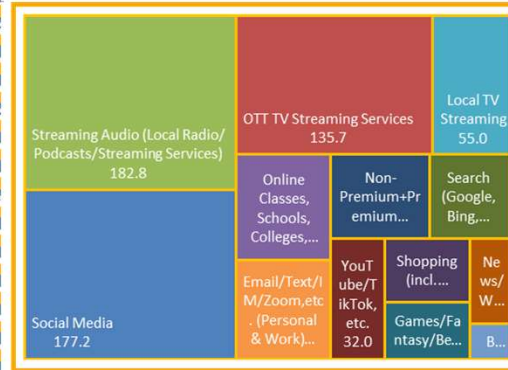 Streaming Audio (Local Radio/
Podcasts/Streaming Services)
182.8
Social Media
177.2
OTT TV Streaming Services
135.7
Local TV
Streaming
55.0
Online
Classes,
Schools,
Colleges,...
Non-
Premium+Pr
emium...
Search
(Google,
Bing,...
Email/Text/I
M/Zoom,etc
. (Personal
& Work)...
YouT
ube/T
ikTok,
etc.
32.0
Shopping
(incl....
Games/Fa
ntasy/Be...
Ne
ws/
W...
B...